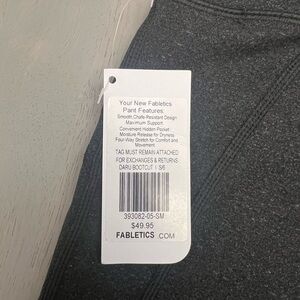 Your New Fabletics
Pant Features:
Smooth, Chafe-Resistant Design
Maximum Support
Convenient Hidden Pocket
Moisture Release for Dryness
Four-Way Stretch for Comfort and
Movement
TAG MUST REMAIN ATTACHED
FOR EXCHANGES & RETURNS
DARU BOOTCUT | S/6
393082-05-SM
$49.95
FABLETICS.COM